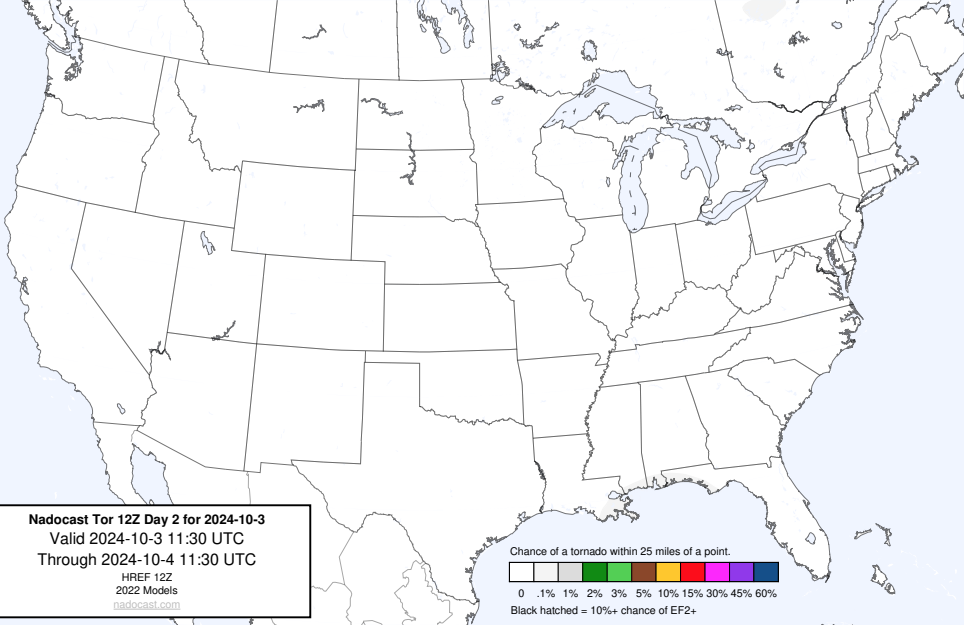 Nadocast Tor 12Z Day 2 for 2024-10-3
Valid 2024-10-3 11:30 UTC
Through 2024-10-4 11:30 UTC
HREF 12Z
2022 Models
nadocast.com
Chance of a tornado within 25 miles of a point.
0 .1% 1% 2% 3% 5% 10% 15% 30% 45% 60%
Black hatched = 10%+ chance of EF2+